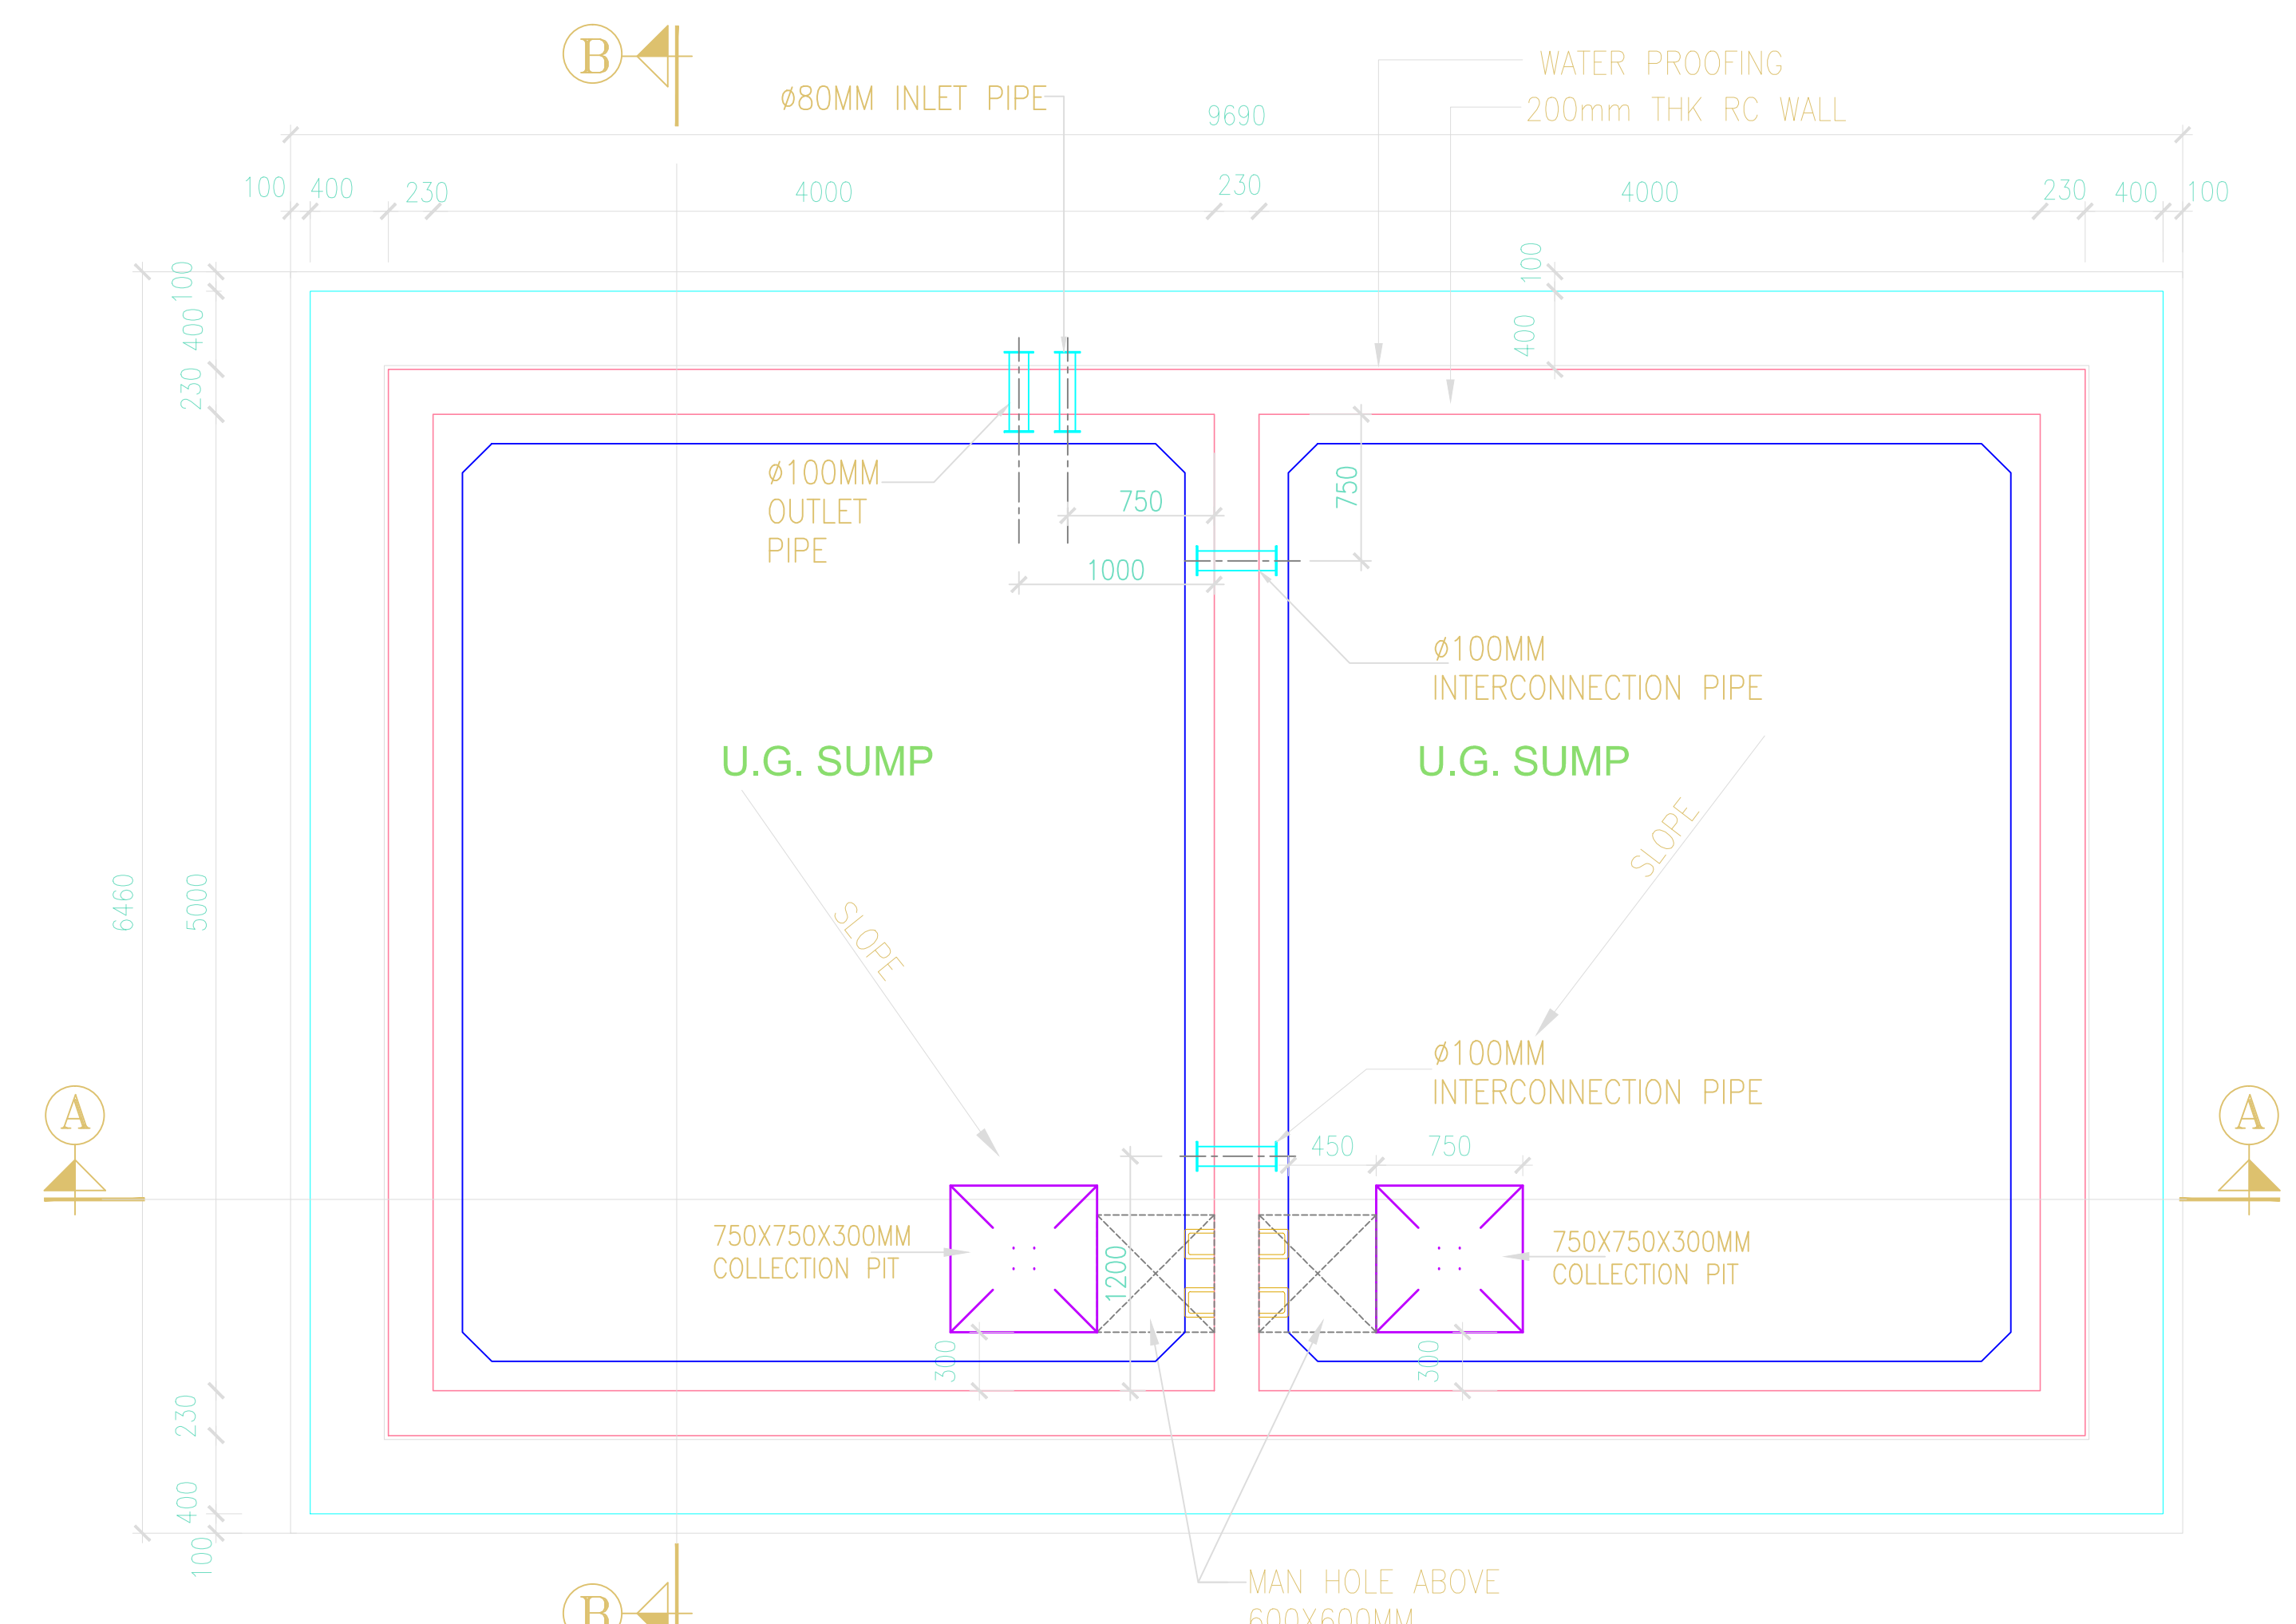 B
WATER PROOFING
ø80MM INLET PIPE
200mm THK RC WALL
9690
100
400
230
4000
230
4000
230
400
100
100
400
230
100
400
ø100MM
OUTLET
PIPE
750
750
1000
ø100MM
INTERCONNECTION PIPE
U.G. SUMP
U.G. SUMP
SLOPE
SLOPE
6460
5000
ø100MM
INTERCONNECTION PIPE
A
A
450
750
750X750X300MM
COLLECTION PIT
1200
750X750X300MM
COLLECTION PIT
300
300
230
400
100
MAN HOLE ABOVE
600X600MM
B